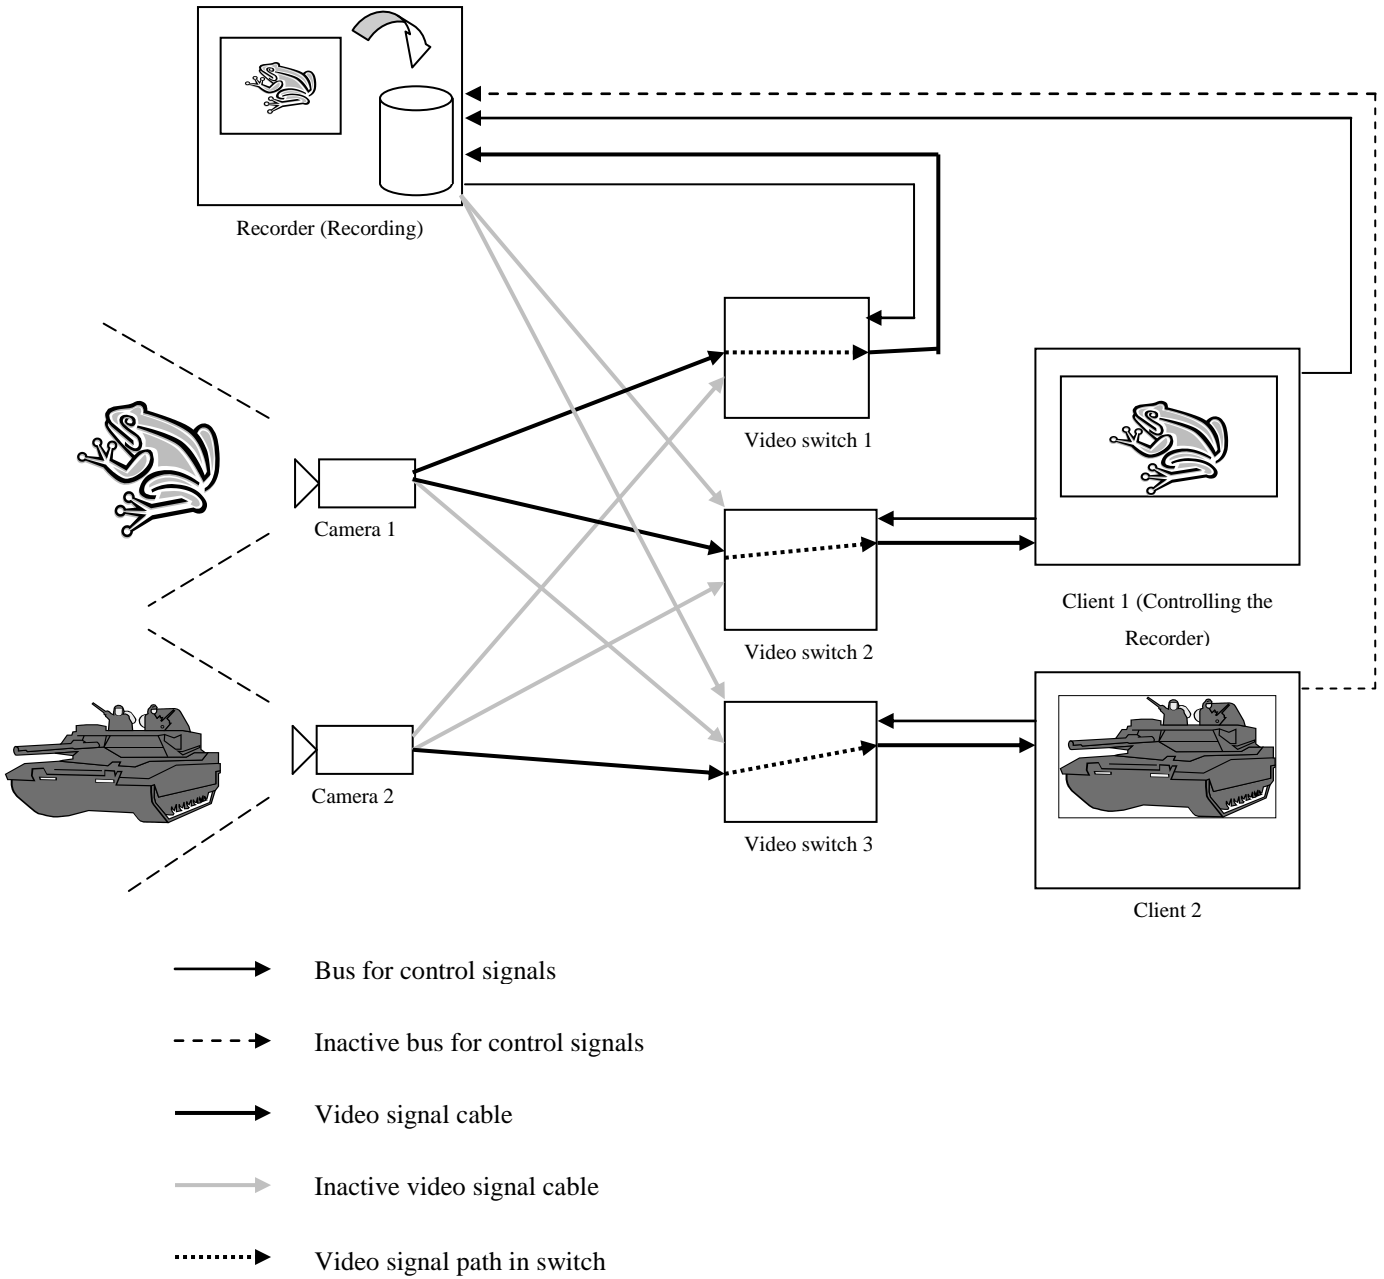 Recorder (Recording)
Video switch 1
Camera 1
Client 1 (Controlling the
Recorder)
Video switch 2
Camera 2
Video switch 3
Client 2
Bus for control signals
Inactive bus for control signals
Video signal cable
Inactive video signal cable
Video signal path in switch